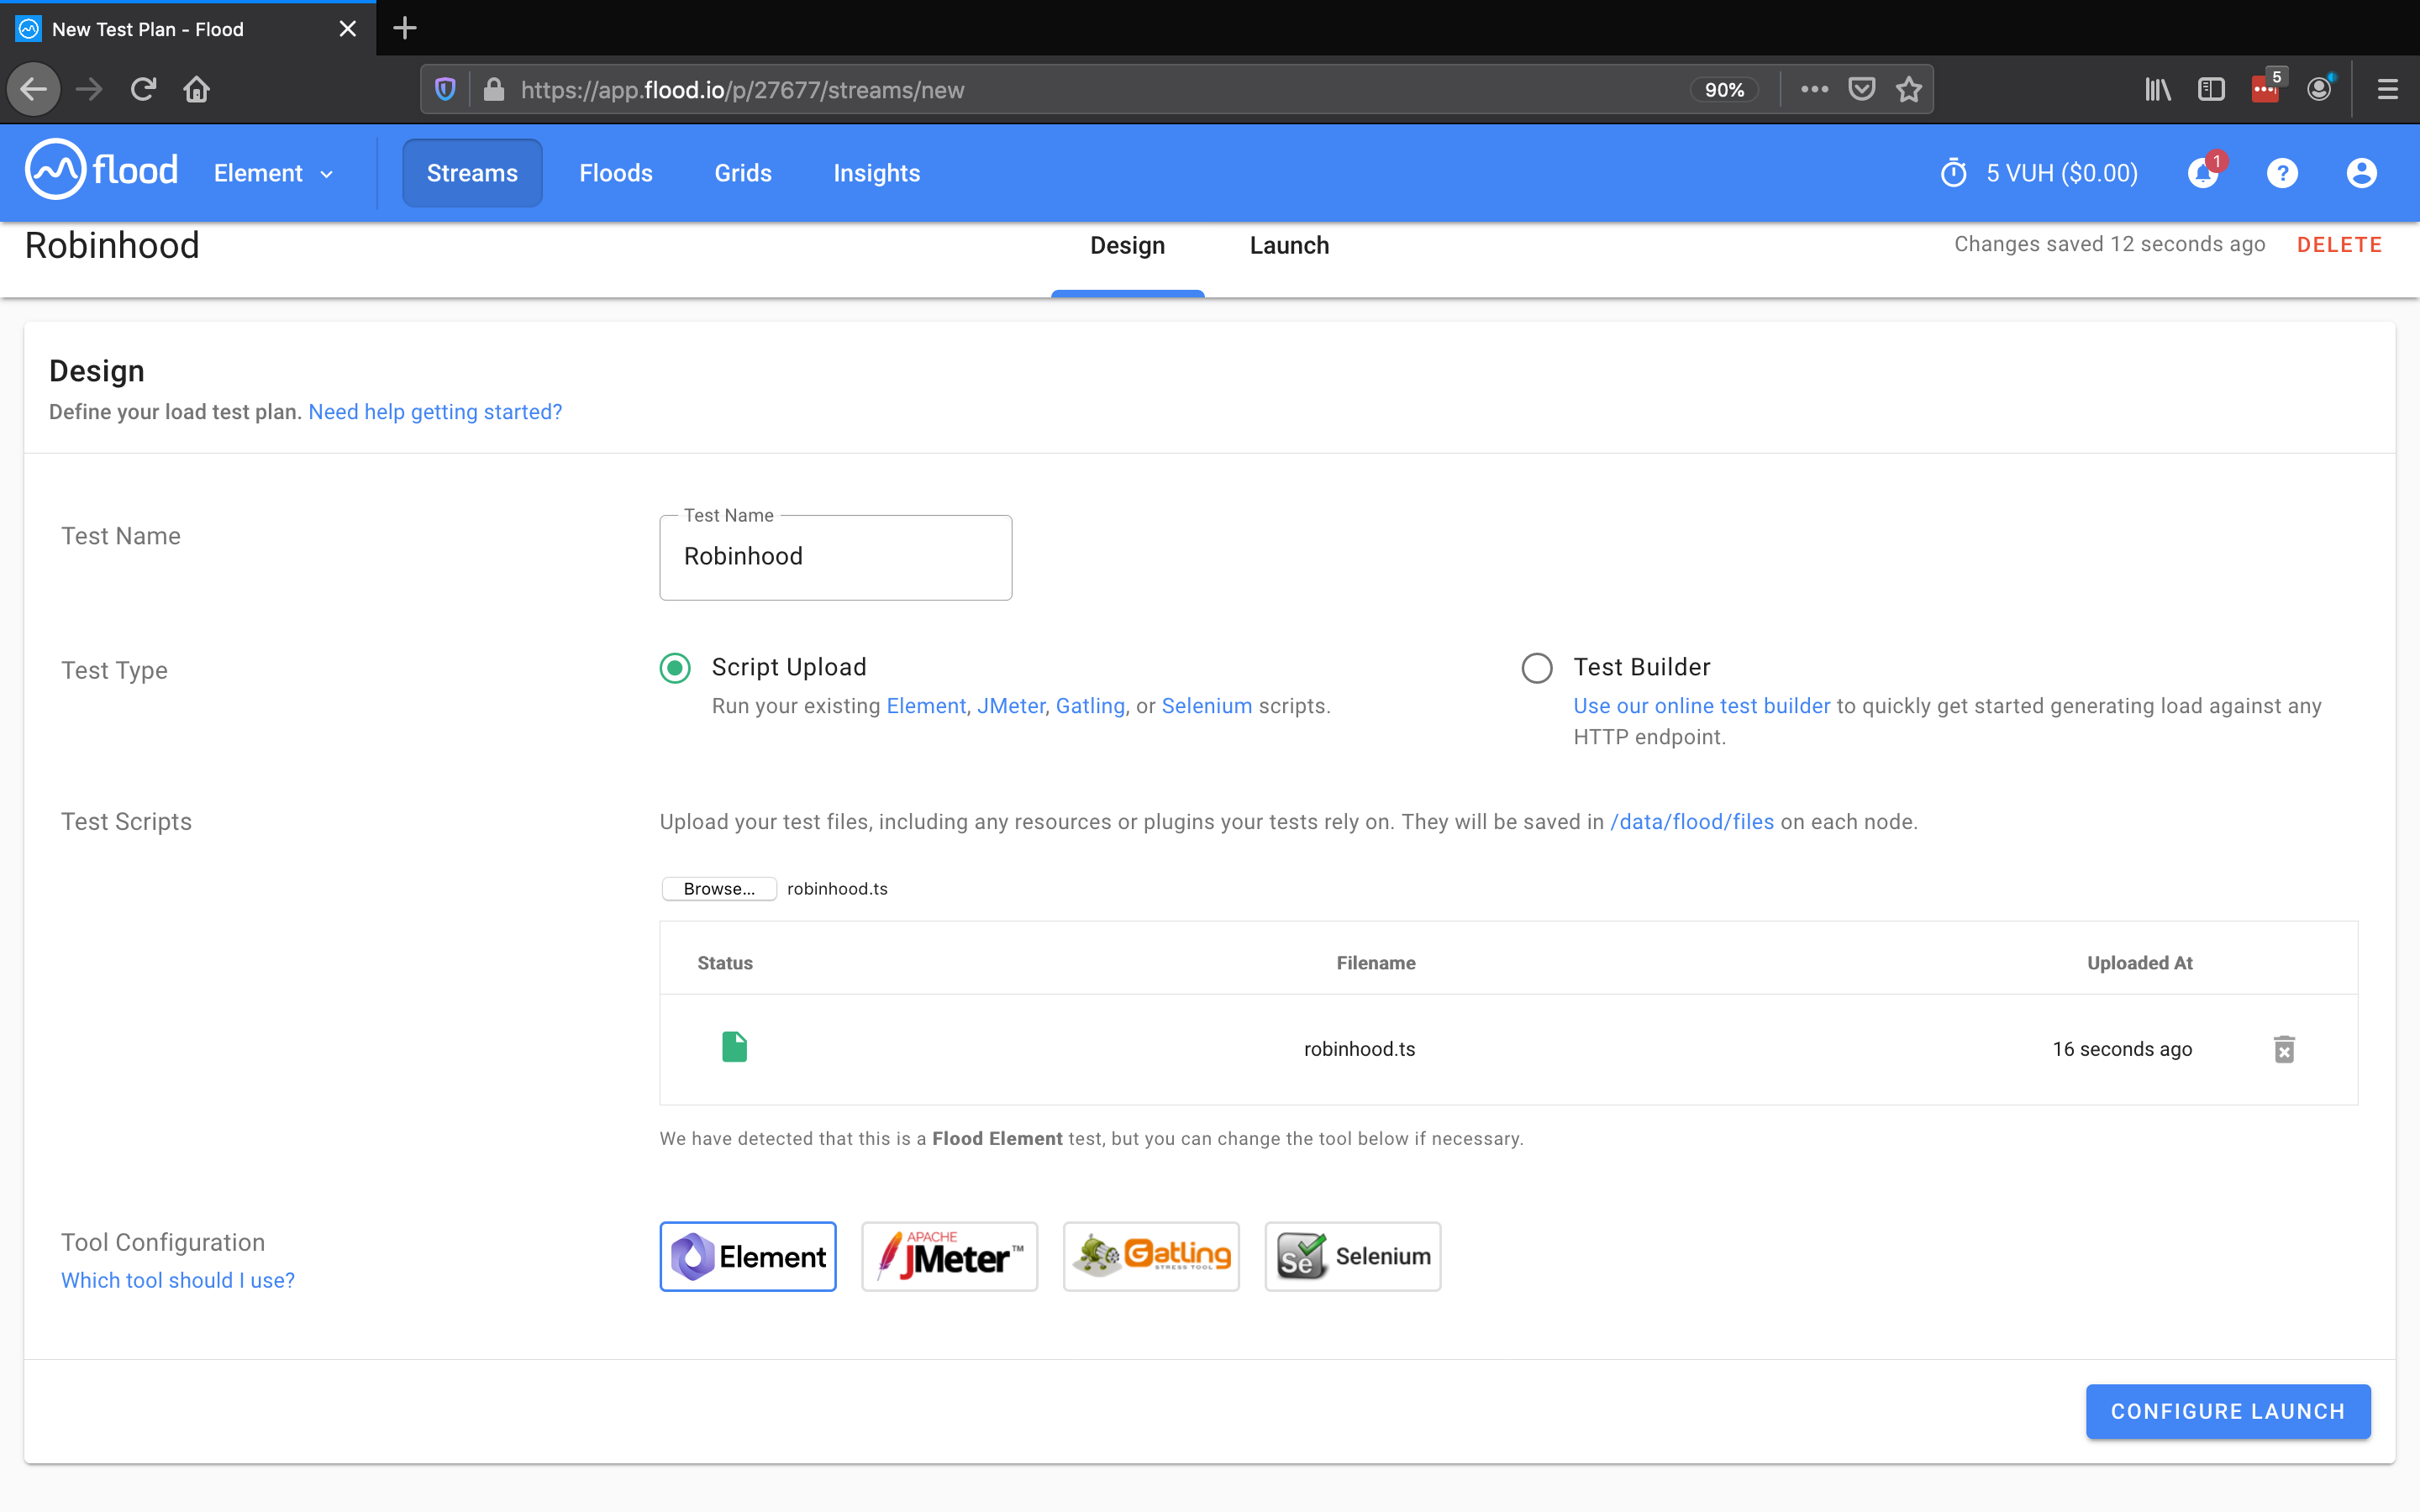 New Test Plan - Flood
https://app.flood.io/p/27677/streams/new
90%
5
flood
Element
Streams
Floods
Grids
Insights
5 VUH ($0.00)
1
?
Robinhood
Design
Launch
Changes saved 12 seconds ago
DELETE
Design
Define your load test plan. Need help getting started?
Test Name
Test Name
Robinhood
Test Type
Script Upload
Run your existing Element, JMeter, Gatling, or Selenium scripts.
Test Builder
Use our online test builder to quickly get started generating load against any
HTTP endpoint.
Test Scripts
Upload your test files, including any resources or plugins your tests rely on. They will be saved in /data/flood/files on each node.
Browse... robinhood.ts
Status
Filename
Uploaded At
robinhood.ts
16 seconds ago
We have detected that this is a Flood Element test, but you can change the tool below if necessary.
Tool Configuration
Which tool should I use?
Element
APACHE
JMeter™
Gatling
STRESS TOOL
Se
Selenium
CONFIGURE LAUNCH